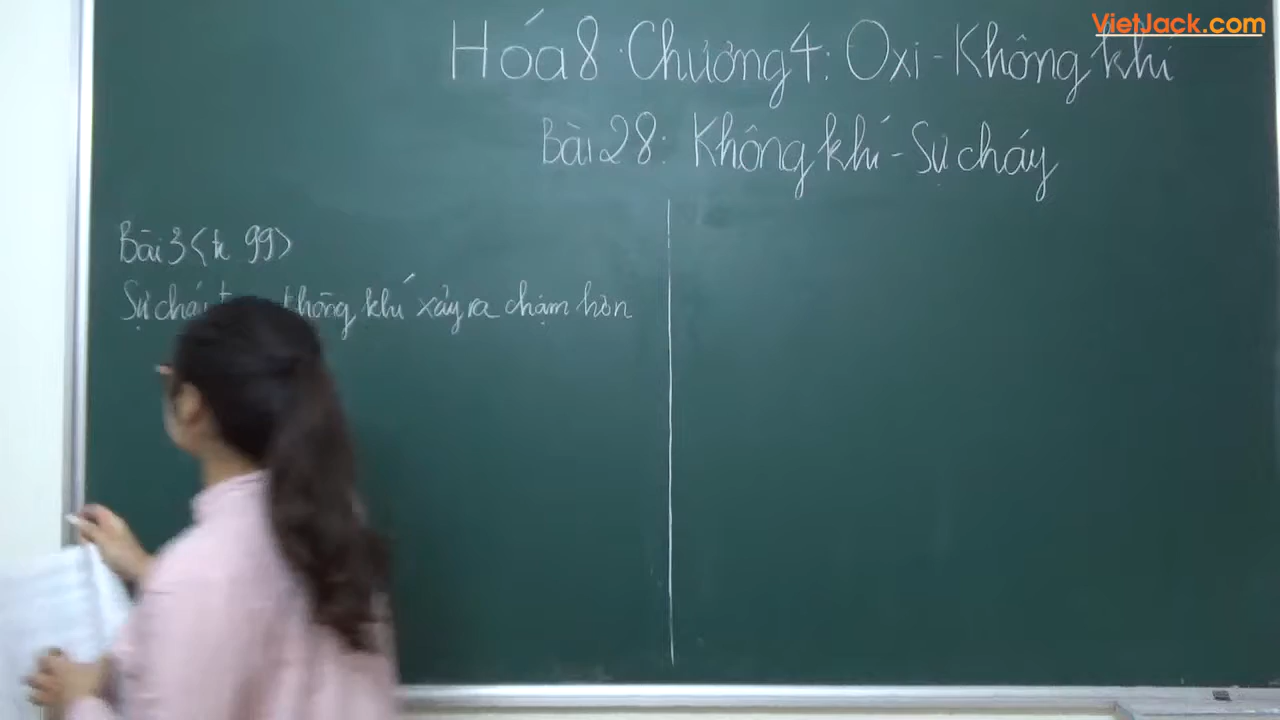 VietJack.com
Hóa 8 Chương 4: Oxi - Không khí
Bài 28: Không khí - Sự cháy
Bài 3 <tr 99>
Sự cháy không khí xảy ra chậm hơn